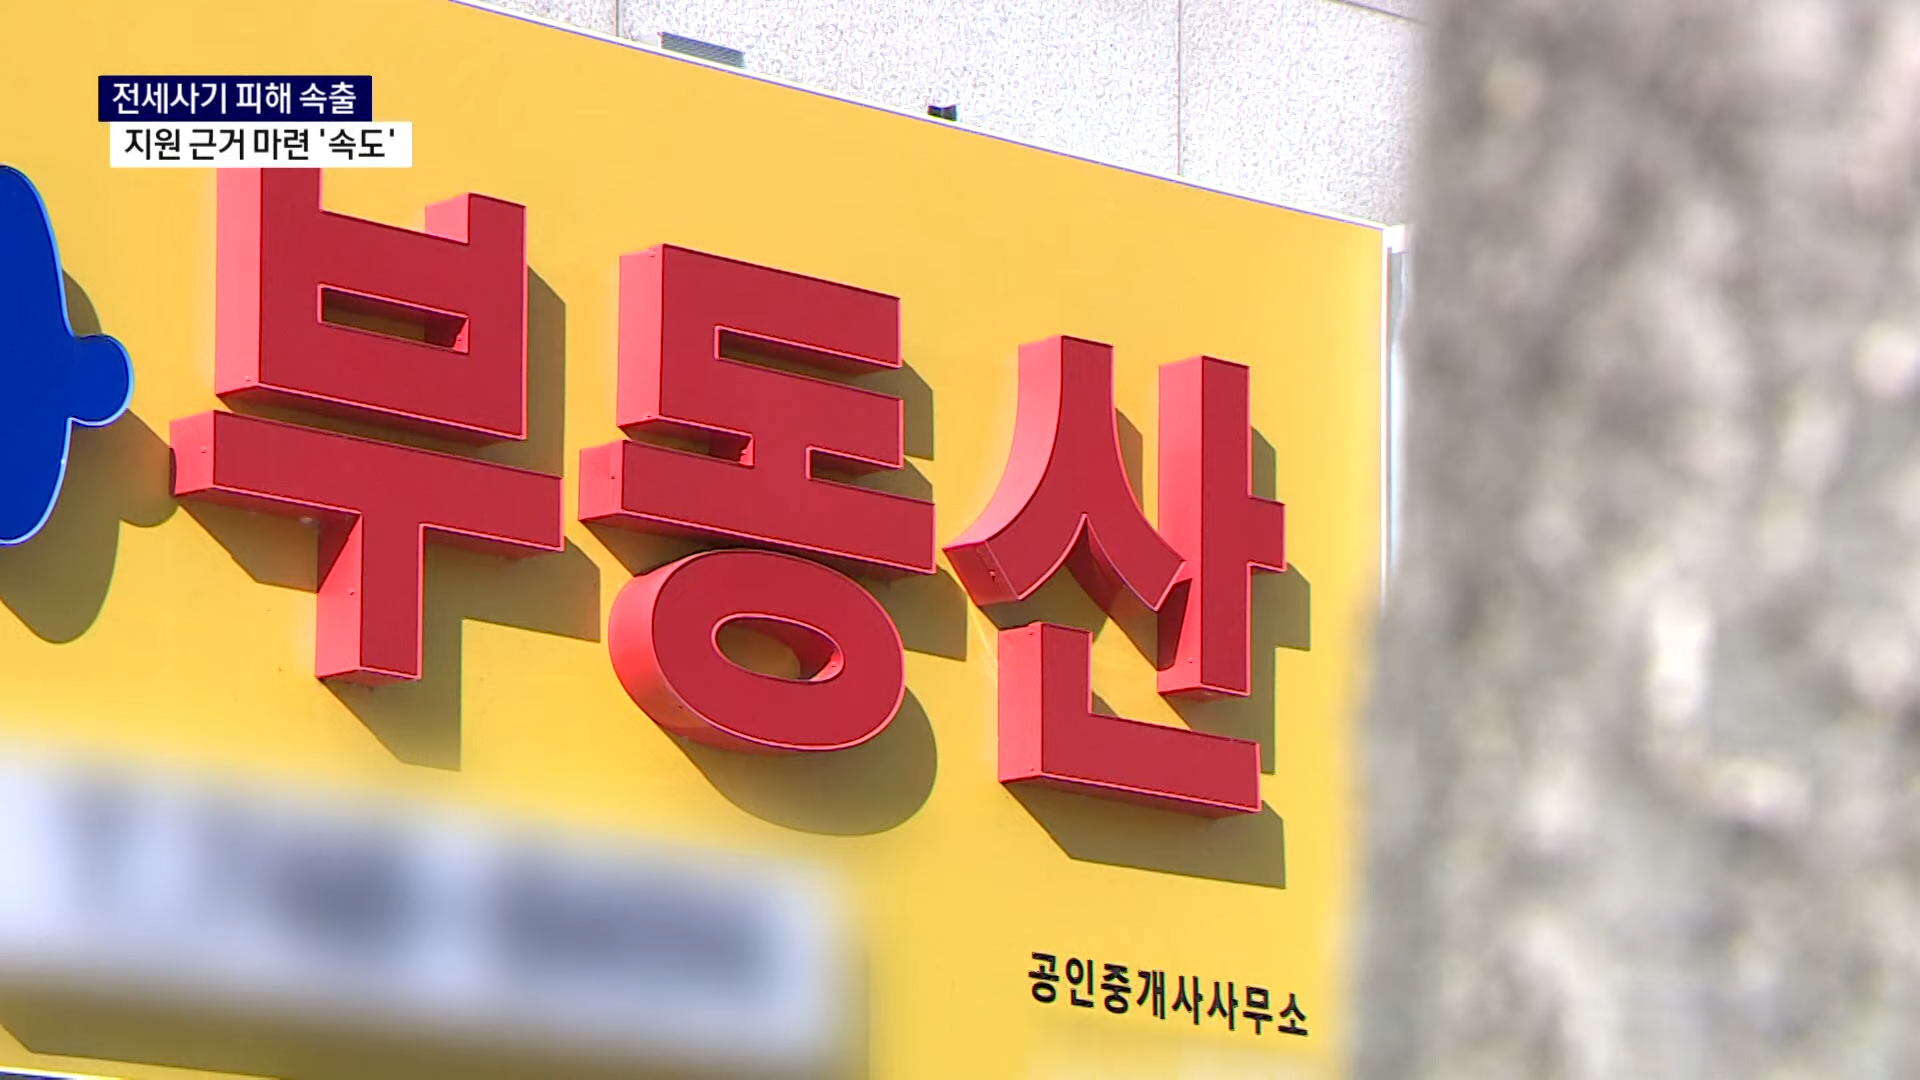 전세사기 피해 속출
지원 근거 마련 '속도'
부동산
공인중개사사무소